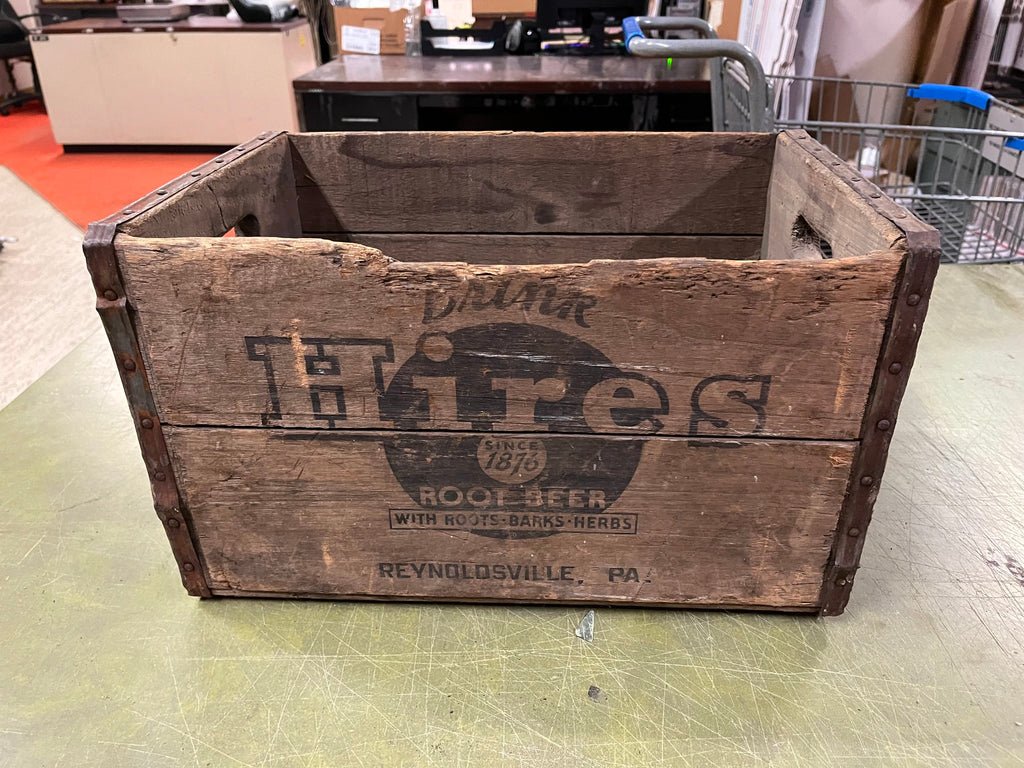 Drink
Hires
SINCE
1876
ROOT BEER
WITH ROOTS·BARKS·HERBS
REYNOLDSVILLE, PA.